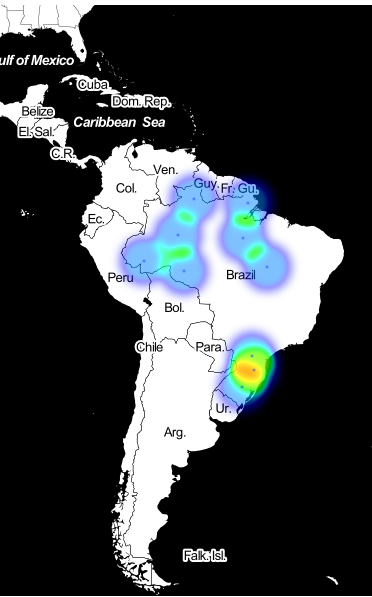 ulf of Mexico
Cuba
Dom. Rep.
Belize
Caribbean Sea
El. Sal.
C.R.
Ven.
Guy.
Fr. Gu.
Col.
Ec.
Peru
Brazil
Bol.
Chile
Para.
Ur.
Arg.
Falk. Isl.